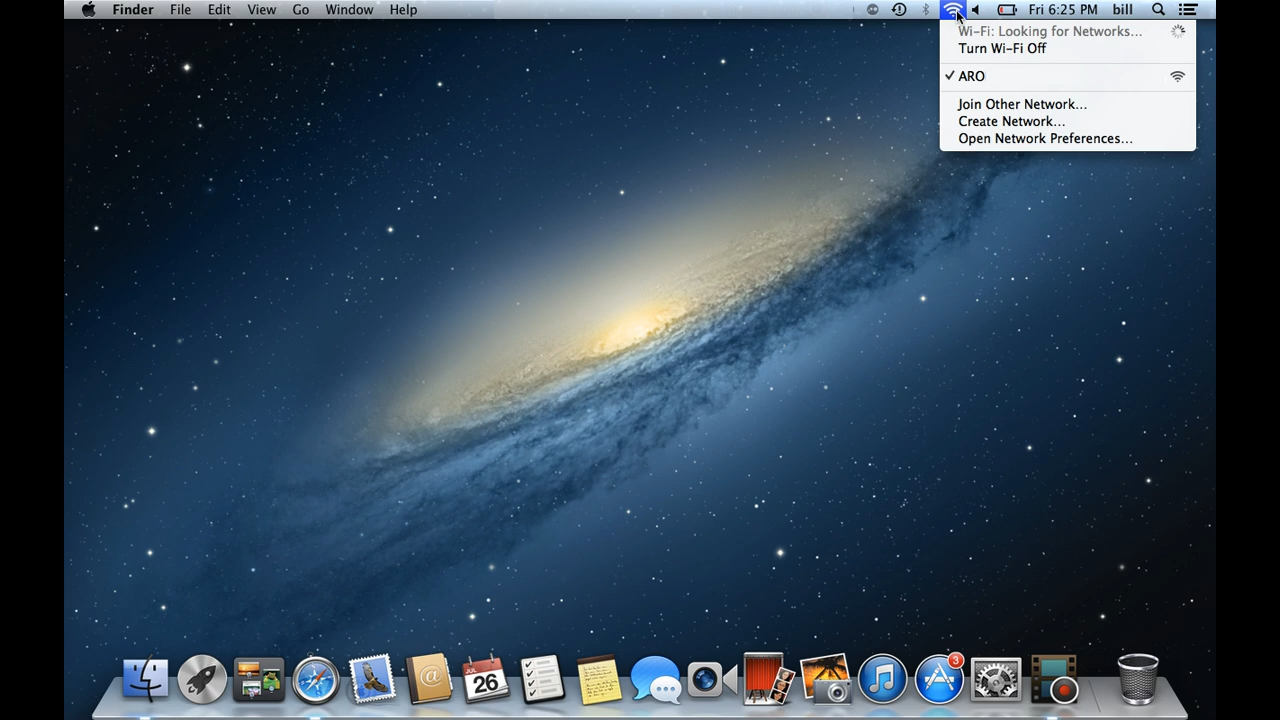 Finder File Edit View Go Window Help Fri 6:25 PM bill
Wi-Fi: Looking for Networks...
Turn Wi-Fi Off
ARO
Join Other Network...
Create Network...
Open Network Preferences...
3
26
@